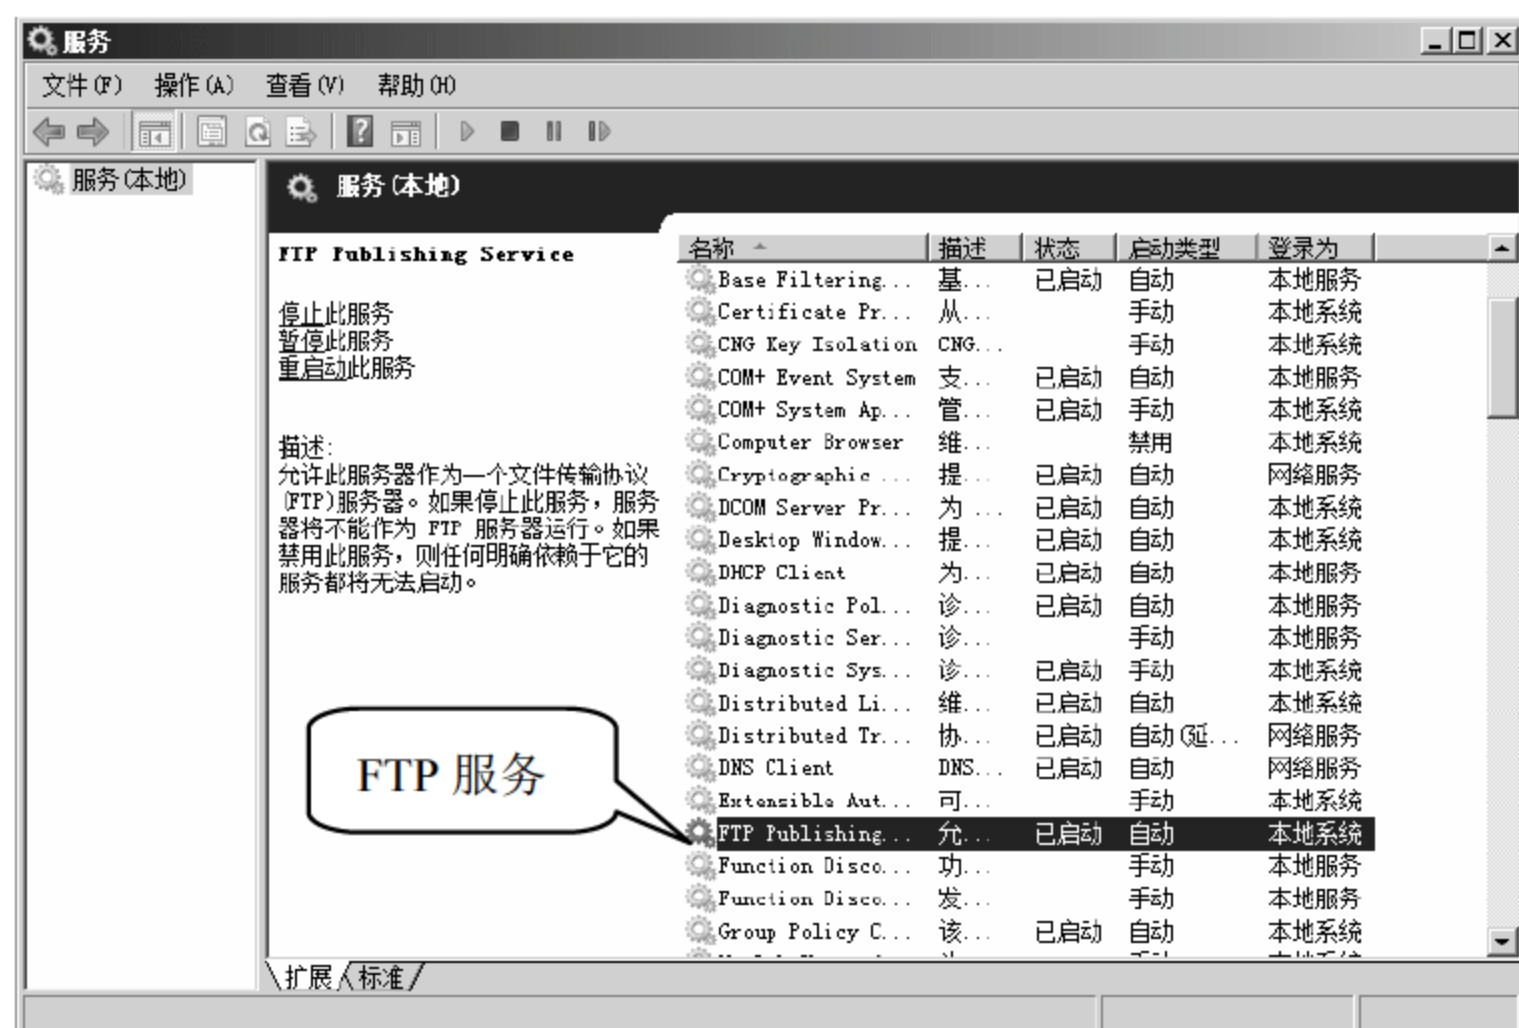 服务
文件(F) 操作(A) 查看(V) 帮助(H)
服务(本地)
服务(本地)
FTP Publishing Service
停止此服务
暂停此服务
重启动此服务
描述:
允许此服务器作为一个文件传输协议
(FTP)服务器。如果停止此服务，服务
器将不能作为 FTP 服务器运行。如果
禁用此服务，则任何明确依赖于它的
服务都将无法启动。
FTP 服务
名称 描述 状态 启动类型 登录为
Base Filtering... 基... 已启动 自动 本地服务
Certificate Pr... 从... 手动 本地系统
CNG Key Isolation CNG... 手动 本地系统
COM+ Event System 支... 已启动 自动 本地服务
COM+ System Ap... 管... 已启动 手动 本地系统
Computer Browser 维... 禁用 本地系统
Cryptographic ... 提... 已启动 自动 网络服务
DCOM Server Pr... 为 ... 已启动 自动 本地系统
Desktop Window... 提... 已启动 自动 本地系统
DHCP Client 为... 已启动 自动 本地服务
Diagnostic Pol... 诊... 已启动 自动 本地服务
Diagnostic Ser... 诊... 手动 本地服务
Diagnostic Sys... 诊... 已启动 手动 本地系统
Distributed Li... 维... 已启动 自动 本地系统
Distributed Tr... 协... 已启动 自动(延... 网络服务
DNS Client DNS... 已启动 自动 网络服务
Extensible Aut... 可... 手动 本地系统
FTP Publishing... 允... 已启动 自动 本地系统
Function Disco... 功... 手动 本地服务
Function Disco... 发... 手动 本地服务
Group Policy C... 该... 已启动 自动 本地系统
扩展 标准